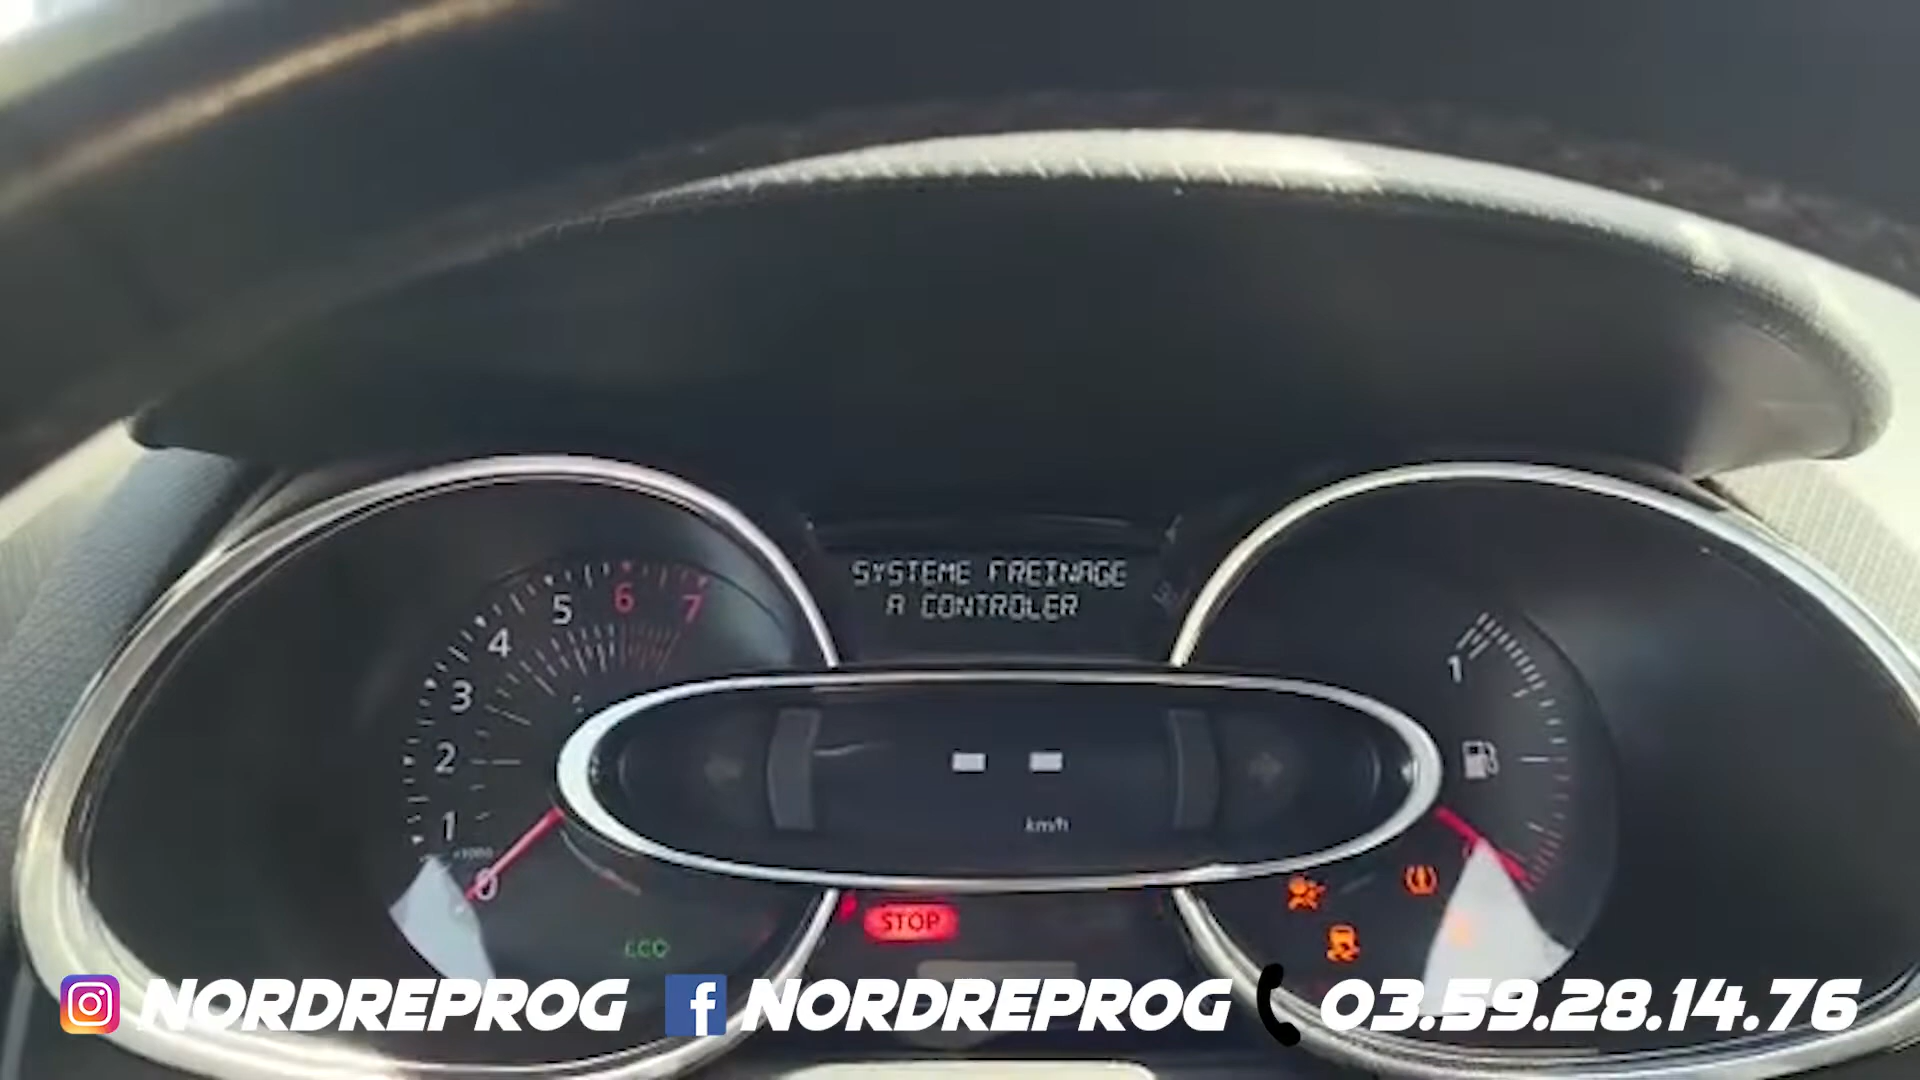 SYSTEME FREINAGE
A CONTROLER
5 6 7
4
3
2
1
0
1
km/h
STOP
ECO
NORDREPROG NORDREPROG 03.59.28.14.76